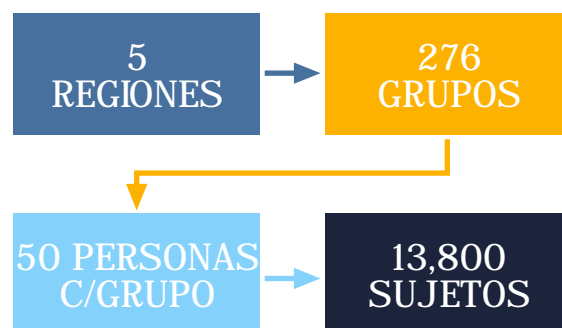 5
REGIONES
276
GRUPOS
50 PERSONAS
C/GRUPO
13,800
SUJETOS